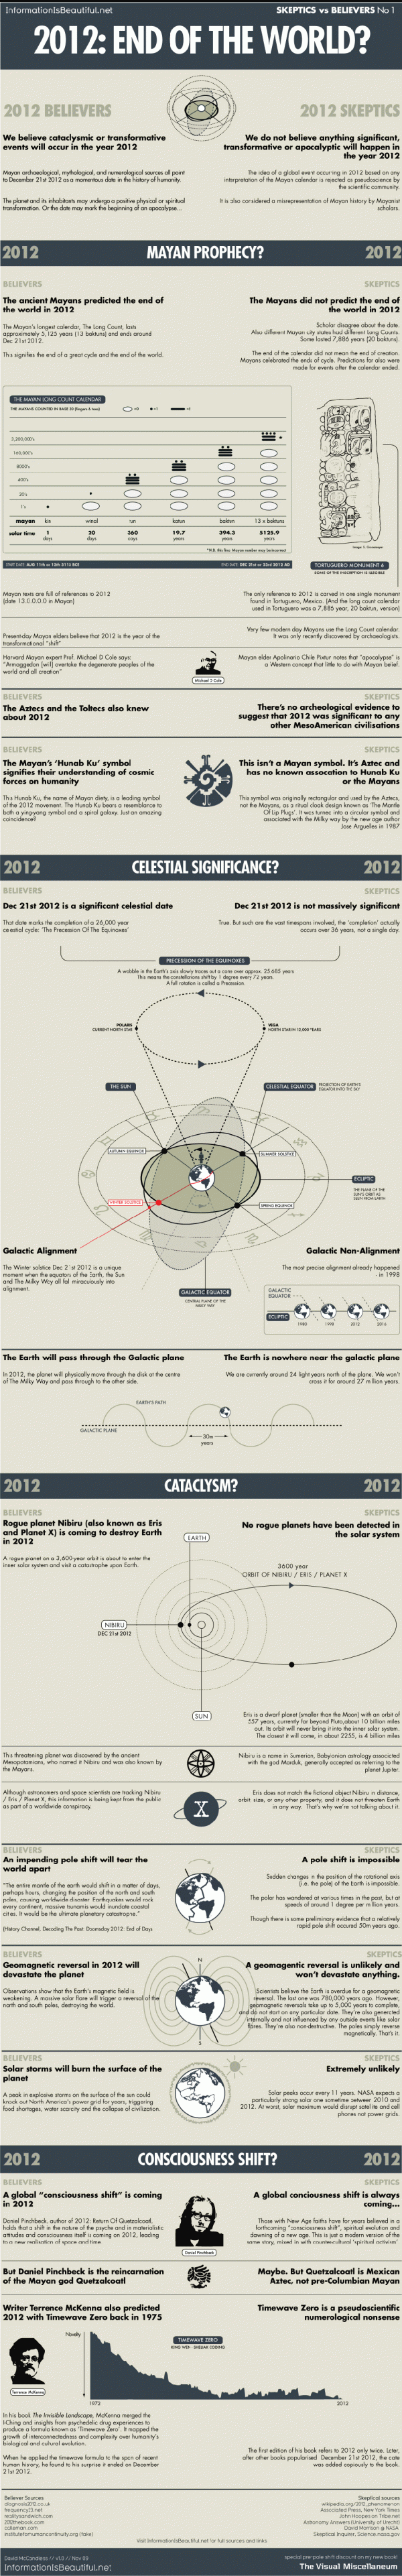 InformationIsBeautiful.net
SKEPTICS vs BELIEVERS No 1
2012: END OF THE WORLD?
2012 BELIEVERS
We believe cataclysmic or transformative
events will occur in the year 2012
Mayan archaeological, mythological, and numerological sources all point
to December 21st 2012 as a momentous date in the history of humanity.
The planet and its inhabitants may undergo a positive physical or spiritual
transformation. Or the date may mark the beginning of an apocalypse...
2012 SKEPTICS
We do not believe anything significant,
transformative or apocalyptic will happen in
the year 2012
The idea of a global event occurring in 2012 based on any
interpretation of the Mayan calendar is rejected as pseudoscience by
the scientific community.
It is also considered a misrepresentation of Mayan history by Mayanist
scholars.
2012
MAYAN PROPHECY?
2012
BELIEVERS
The ancient Mayans predicted the end of
the world in 2012
The Mayan's longest calendar, The Long Count, lasts
approximately 5,125 years (13 baktuns) and ends around
Dec 21st 2012.
This signifies the end of a great cycle and the end of the world.
SKEPTICS
The Mayans did not predict the end of
the world in 2012
Scholar disagree about the date.
Also different Mayan city states had different Long Counts.
Some lasted 7,886 years (20 baktuns).
The end of the calendar did not mean the end of creation.
Mayans celebrated the ends of cycle. Predictions for also were
made for events after the calendar ended.
THE MAYAN LONG COUNT CALENDAR
THE MAYANS COUNTED IN BASE 20 (fingers & toes)
=0
=1
=5
160,000's
8000's
400's
20's
1's
mayan kin winal tun katun baktun 13 x baktuns
solar time 1 20 360 19.7 394.3 5125.9
days days days years years years
TORTUGUERO MONUMENT 6
Mayan texts are full of references to 2012
(date 13.0.0.0.0 in Mayan)
The only reference to 2012 is carved in one single monument
found in Tortuguero, Mexico. (And the long count calendar
used in Tortuguero was a 7,885 year, 20 baktun, version)
Present-day Mayan elders believe that 2012 is the year of the
transformational "shift"
Very few modern day Mayans use the Long Count calendar.
It was only recently discovered by archaeologists.
Harvard Mayan expert Prof. Michael D Cole says:
"Armaggedon [will] overtake the degenerate peoples of the
world and all creation"
Michael D Cole
Mayan elder Apolinario Chile Pixtur notes that "apocalypse" is
a Western concept that little to do with Mayan belief.
BELIEVERS
The Aztecs and the Toltecs also knew
about 2012
SKEPTICS
There's no archeological evidence to
suggest that 2012 was significant to any
other MesoAmerican civilisations
BELIEVERS
The Mayan's 'Hunab Ku' symbol
signifies their understanding of cosmic
forces on humanity
This Hunab Ku, the name of Mayan diety, is a leading symbol
of the 2012 movement. The Hunab Ku bears a resemblance to
both a ying-yang symbol and a spiral galaxy. Just an amazing
coincidence?
SKEPTICS
This isn't a Mayan symbol. It's Aztec and
has no known assocation to Hunab Ku
or the Mayans
This symbol was originally rectangular and used by the Aztecs,
not the Mayans, as a ritual cloak design known as 'The Mantle
Of Lip Plugs'. It was turned into a circular symbol and
associated with the Milky Way by the new age author
Jose Arguelles in 1987
2012
CELESTIAL SIGNIFICANCE?
2012
BELIEVERS
Dec 21st 2012 is a significant celestial date
That date marks the completion of a 26,000 year
celestial cycle: 'The Precession Of The Equinoxes'
SKEPTICS
Dec 21st 2012 is not massively significant
True. But such are the vast timespans involved, the 'completion' actually
occurs over 36 years, not a single day.
PRECESSION OF THE EQUINOXES
A wobble in the Earth's axis slowly traces out a cone over approx. 25 685 years
This means the constellations shift by 1 degree every 72 years.
A full rotation is called a Precession.
POLARIS
CURRENT NORTH STAR
VEGA
NORTH STAR IN 12,000 YEARS
THE SUN
CELESTIAL EQUATOR
PROJECTION OF EARTH'S
EQUATOR INTO THE SKY
AUTUMN EQUINOX
SUMMER SOLSTICE
WINTER SOLSTICE
SPRING EQUINOX
ECLIPTIC
THE PLANE OF THE
SUN'S ORBIT AS
SEEN FROM EARTH
Galactic Alignment
The Winter solstice Dec 21st 2012 is a unique
moment when the equators of the Earth, the Sun
and The Milky Way all fall miraculously into
alignment.
GALACTIC EQUATOR
CENTRAL PLANE OF THE
MILKY WAY
Galactic Non-Alignment
The most precise alignment already happened
- in 1998
GALACTIC
EQUATOR
ECLIPTIC
1980 1998 2012 2016
The Earth will pass through the Galactic plane
In 2012, the planet will physically move through the disk at the centre
of The Milky Way and pass through to the other side.
The Earth is nowhere near the galactic plane
We are currently around 24 light years north of the plane. We won't
cross it for around 27 million years.
EARTH'S PATH
GALACTIC PLANE
30m
years
2012
CATACLYSM?
2012
BELIEVERS
Rogue planet Nibiru (also known as Eris
and Planet X) is coming to destroy Earth
in 2012
A rogue planet on a 3,600-year orbit is about to enter the
inner solar system and visit a catastrophe upon Earth.
SKEPTICS
No rogue planets have been detected in
the solar system
EARTH
3600 year
ORBIT OF NIBIRU / ERIS / PLANET X
NIBIRU
DEC 21st 2012
SUN
Eris is a dwarf planet (smaller than the Moon) with an orbit of
557 years, currently far beyond Pluto, about 10 billion miles
out. Its orbit will never bring it into the inner solar system.
The closest it will come, in about 2255, is 4 billion miles
This threatening planet was discovered by the ancient
Mesopotamians, who named it Nibiru and was also known by
the Mayans.
Nibiru is a name in Sumerian, Babylonian astrology associated
with the god Marduk, generally accepted as referring to the
planet Jupiter.
Although astronomers and space scientists are tracking Nibiru
/ Eris / Planet X, this information is being kept from the public
as part of a worldwide conspiracy.
X
Eris does not match the fictional object Nibiru in distance,
orbit, size, or any other property, and it does not threaten Earth
in any way. That's why we're not talking about it.
BELIEVERS
An impending pole shift will tear the
world apart
"The entire mantle of the earth would shift in a matter of days,
perhaps hours, changing the position of the north and south
poles, causing worldwide disaster. Earthquakes would rock
every continent, massive tsunamis would inundate coastal
cities. It would be the ultimate planetary catastrophe."
(History Channel, Decoding The Past: Doomsday 2012: End of Days.
SKEPTICS
A pole shift is impossible
Sudden changes in the position of the rotational axis
(i.e. the pole) of the Earth is impossible.
The polar has wandered at various times in the past, but at
speeds of around 1 degree per million years.
Though there is some preliminary evidence that a relatively
rapid pole shift occured 50m years ago.
BELIEVERS
Geomagnetic reversal in 2012 will
devastate the planet
Observations show that the Earth's magnetic field is
weakening. A massive solar flare will trigger a reversal of the
north and south poles, destroying the world.
N
S
SKEPTICS
A geomagentic reversal is unlikely and
won't devastate anything.
Scientists believe the Earth is overdue for a geomagnetic
reversal. The last one was 780,000 years ago. However,
geomagnetic reversals take up to 5,000 years to complete,
and do not start on any particular date. They're also generated
internally and not influenced by any outside events like solar
flares. They're also non-destructive. The poles simply reverse
magnetically. That's it.
BELIEVERS
Solar storms will burn the surface of the
planet
A peak in explosive storms on the surface of the sun could
knock out North America's power grid for years, triggering
food shortages, water scarcity and the collapse of civilization.
SKEPTICS
Extremely unlikely
Solar peaks occur every 11 years. NASA expects a
particularly strong solar one sometime between 2010 and
2012. At worst, solar maximum would disrupt satellite and cell
phones not power grids.
2012
CONSCIOUSNESS SHIFT?
2012
BELIEVERS
A global "consciousness shift" is coming
in 2012
Daniel Pinchbeck, author of 2012: Return Of Quetzalcoatl,
holds that a shift in the nature of the psyche and in materialistic
attitudes and consciousness itself is coming on 2012, leading
to a new realisation of space and time.
Daniel Pinchbeck
SKEPTICS
A global conciousness shift is always
coming...
Those with New Age faiths have for years believed in a
forthcoming "consciousness shift", spiritual evolution and
dawning of a new age. This is just a modern version of the
same story, mixed in with counter-cultural 'spiritual activism'.
But Daniel Pinchbeck is the reincarnation
of the Mayan god Quetzalcoatl
Maybe. But Quetzalcoatl is Mexican
Aztec, not pre-Columbian Mayan
Writer Terrence McKenna also predicted
2012 with Timewave Zero back in 1975
Timewave Zero is a pseudoscientific
numerological nonsense
Terrence McKenna
Novelty
TIMEWAVE ZERO
1972
2012
In his book The Invisible Landscape, McKenna merged the
I-Ching and insights from psychedelic drug experiences to
produce a formula known as 'Timewave Zero'. It mapped the
growth of interconnectedness and complexity over humanity's
biological and cultural evolution.
When he applied the timewave formula to the span of recent
human history, he found to his surprise it ended on December
21st 2012.
The first edition of his book refers to 2012 only twice. Later,
after other books popularised December 21st 2012, the date
was added copiously to the book.
Believer Sources
diagnosis2012.co.uk
frequency23.net
realitysandwich.com
2012thebook.com
calleman.com
instituteforhumancontinuity.org (fake)
Skeptical sources
wikipedia.org/2012_phenomenon
Associated Press, New York Times
John Hoopes on Tribe.net
Astronomy Answers (University of Utrecht)
David Morrison @ NASA
Skeptical Inquirer, Science.nasa.gov
Visit InformationIsBeautiful.net for full sources and links
David McCandless // v1.0 // Nov 09
InformationIsBeautiful.net
special pre-pole shift discount on my new book!
The Visual Miscellaneum